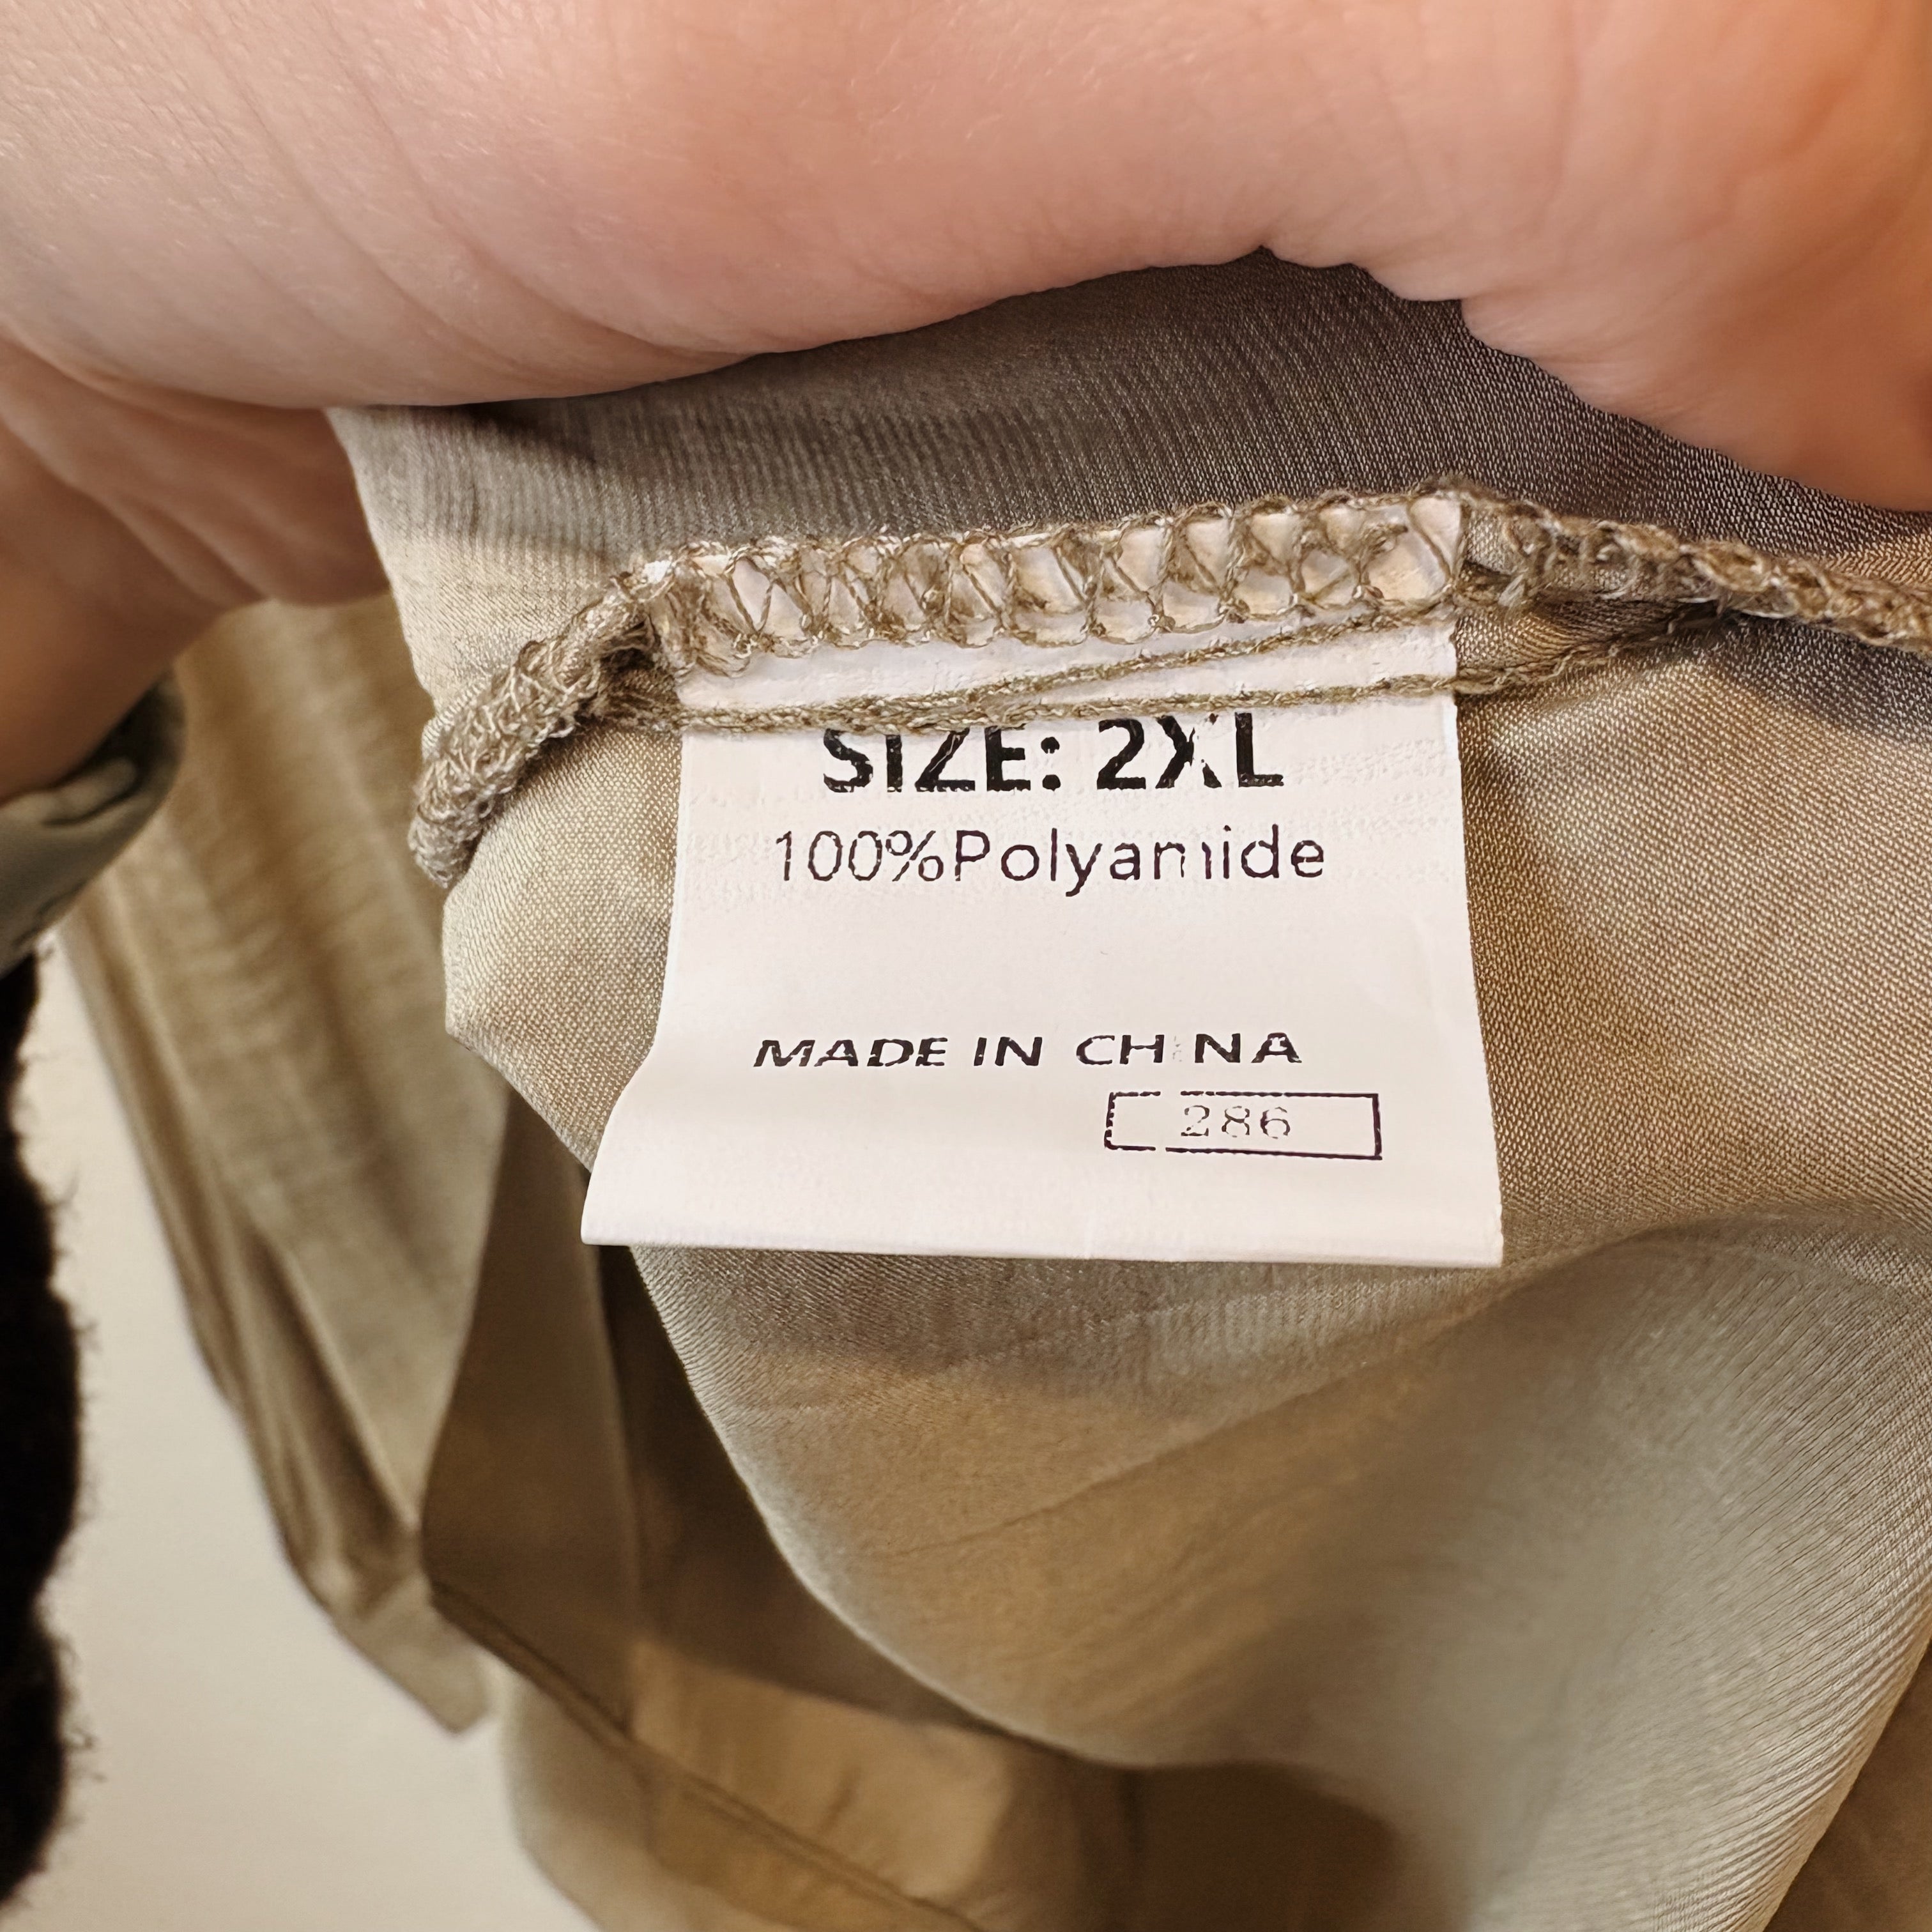 SIZE: 2XL
100%Polyamide
MADE IN CHINA
286